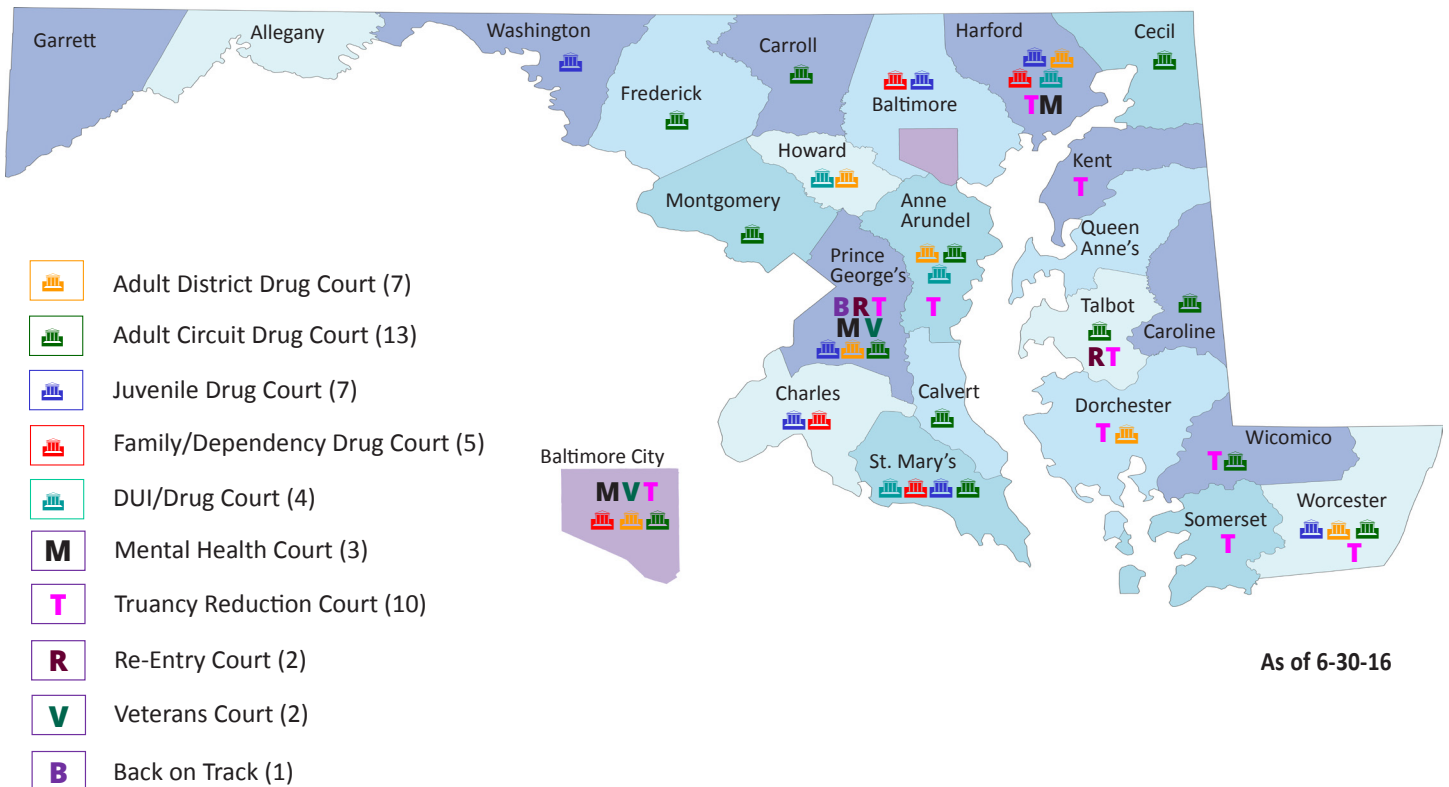 Garrett
Allegany
Washington
Carroll
Harford
Cecil
Frederick
Baltimore
TM
Howard
Kent
T
Montgomery
Anne
Arundel
T
Queen
Anne's
Prince
George's
BRT
MV
Talbot
RT
Caroline
Charles
Calvert
Dorchester
T
Wicomico
T
St. Mary's
Baltimore City
MVT
Somerset
T
Worcester
T
Adult District Drug Court (7)
Adult Circuit Drug Court (13)
Juvenile Drug Court (7)
Family/Dependency Drug Court (5)
DUI/Drug Court (4)
M Mental Health Court (3)
T Truancy Reduction Court (10)
R Re-Entry Court (2)
V Veterans Court (2)
B Back on Track (1)
As of 6-30-16